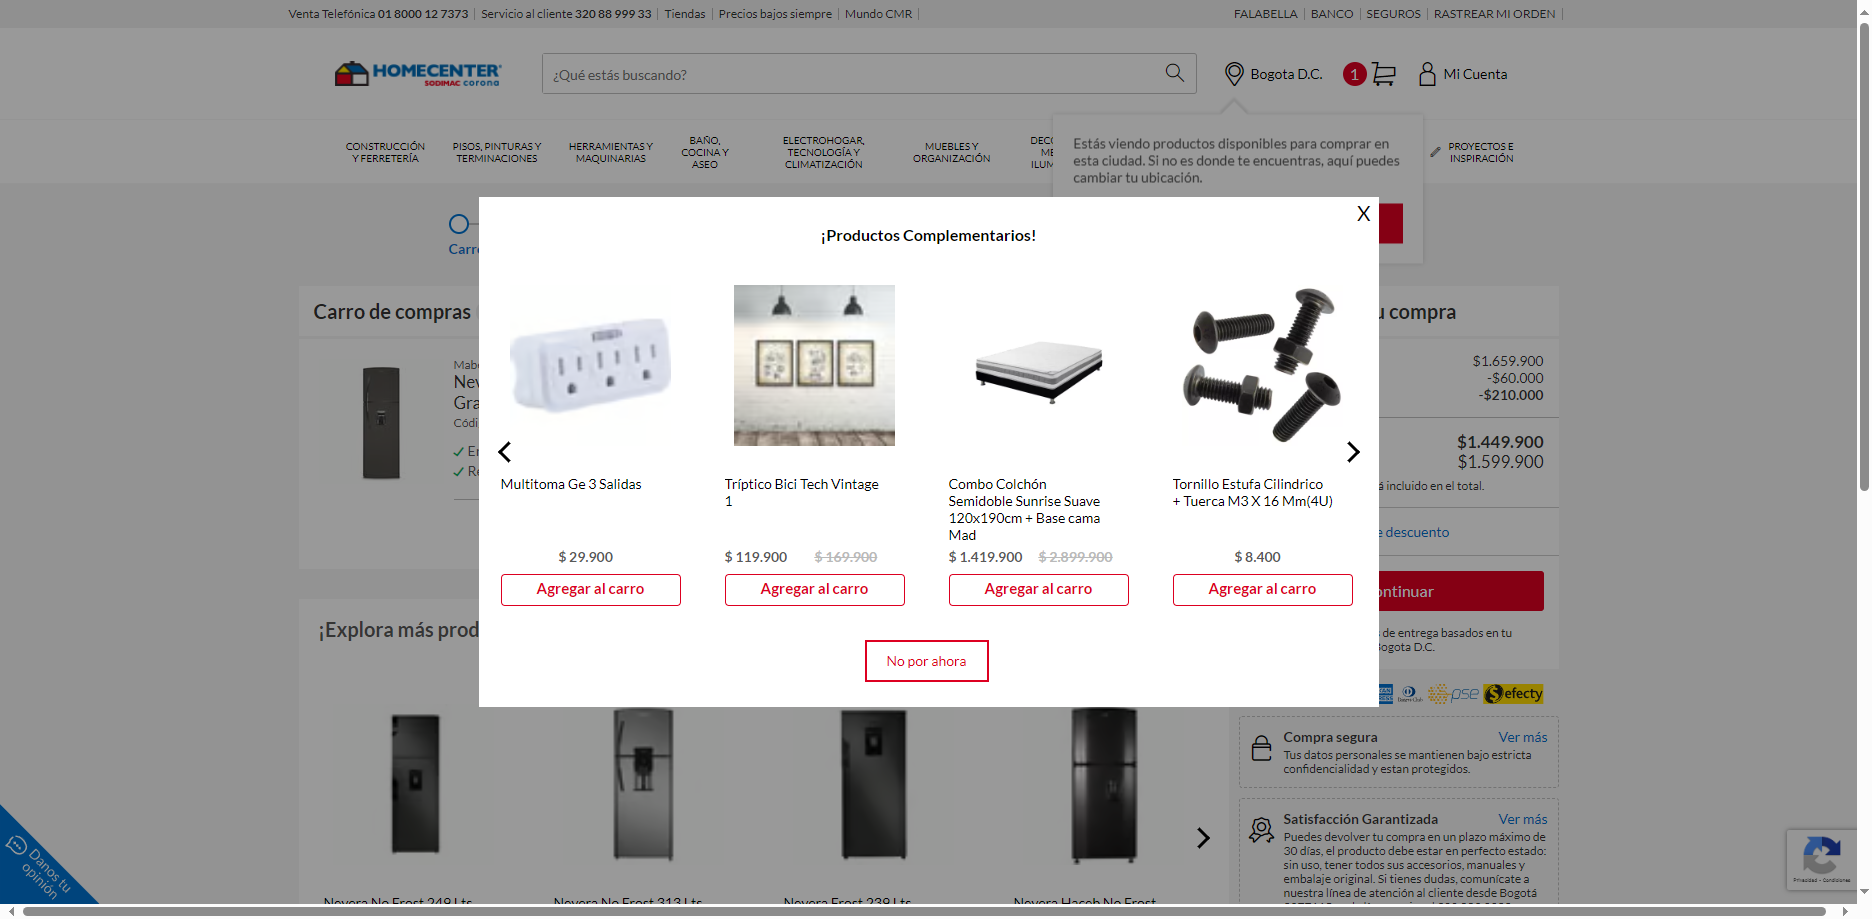 Venta Telefónica 01 8000 12 7373 Servicio al cliente 320 88 999 33 Tiendas Precios bajos siempre Mundo CMR
FALABELLA BANCO SEGUROS RASTREAR MI ORDEN
HOMECENTER
SODIMAC corona
¿Qué estás buscando?
Bogota D.C.
1
Mi Cuenta
CONSTRUCCIÓN
Y FERRETERÍA
PISOS, PINTURAS Y
TERMINACIONES
HERRAMIENTAS Y
MAQUINARIAS
BAÑO,
COCINA Y
ASEO
ELECTROHOGAR,
TECNOLOGÍA Y
CLIMATIZACIÓN
MUEBLES Y
ORGANIZACIÓN
DECO
ME
ILUM
PROYECTOS E
INSPIRACIÓN
Estás viendo productos disponibles para comprar en
esta ciudad. Si no es donde te encuentras, aquí puedes
cambiar tu ubicación.
Carro
X
¡Productos Complementarios!
Multitoma Ge 3 Salidas
$ 29.900
Agregar al carro
Tríptico Bici Tech Vintage
1
$ 119.900 $ 169.900
Agregar al carro
Combo Colchón
Semidoble Sunrise Suave
120x190cm + Base cama
Mad
$ 1.419.900 $ 2.899.900
Agregar al carro
Tornillo Estufa Cilindrico
+ Tuerca M3 X 16 Mm(4U)
$ 8.400
Agregar al carro
No por ahora
Carro de compras
Mabe
Nev
Gra
Códi
En
Re
u compra
$1.659.900
-$60.000
-$210.000
$1.449.900
$1.599.900
á incluido en el total.
e descuento
ontinuar
s de entrega basados en tu
Bogota D.C.
pse
Efecty
¡Explora más prod
Compra segura Ver más
Tus datos personales se mantienen bajo estricta
confidencialidad y estan protegidos.
Satisfacción Garantizada Ver más
Puedes devolver tu compra en un plazo máximo de
30 días, el producto debe estar en perfecto estado:
sin uso, tener todos sus accesorios, manuales y
embalaje original. Si tienes dudas, comunícate a
nuestra línea de atención al cliente desde Bogotá
Nevera No Frost 249 Lts
Nevera No Frost 313 Lts
Nevera No Frost 239 Lts
Nevera Haceb No Frost
Danos tu
opinión
Privacidad - Condiciones